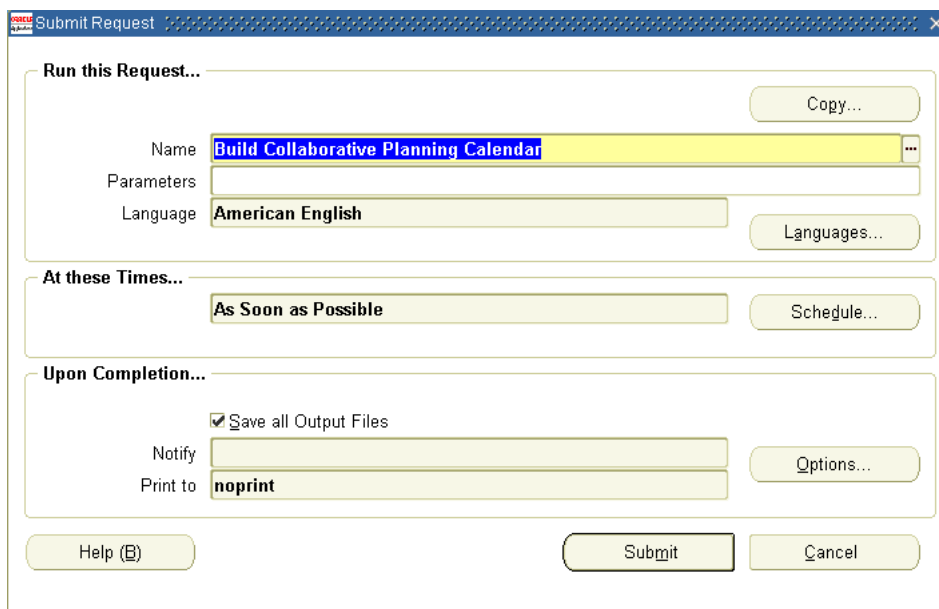 ORACLE
Submit Request
Run this Request...
Copy...
Name Build Collaborative Planning Calendar ...
Parameters
Language American English
Languages...
At these Times...
As Soon as Possible
Schedule...
Upon Completion...
Save all Output Files
Notify
Options...
Print to noprint
Help (B) Submit Cancel